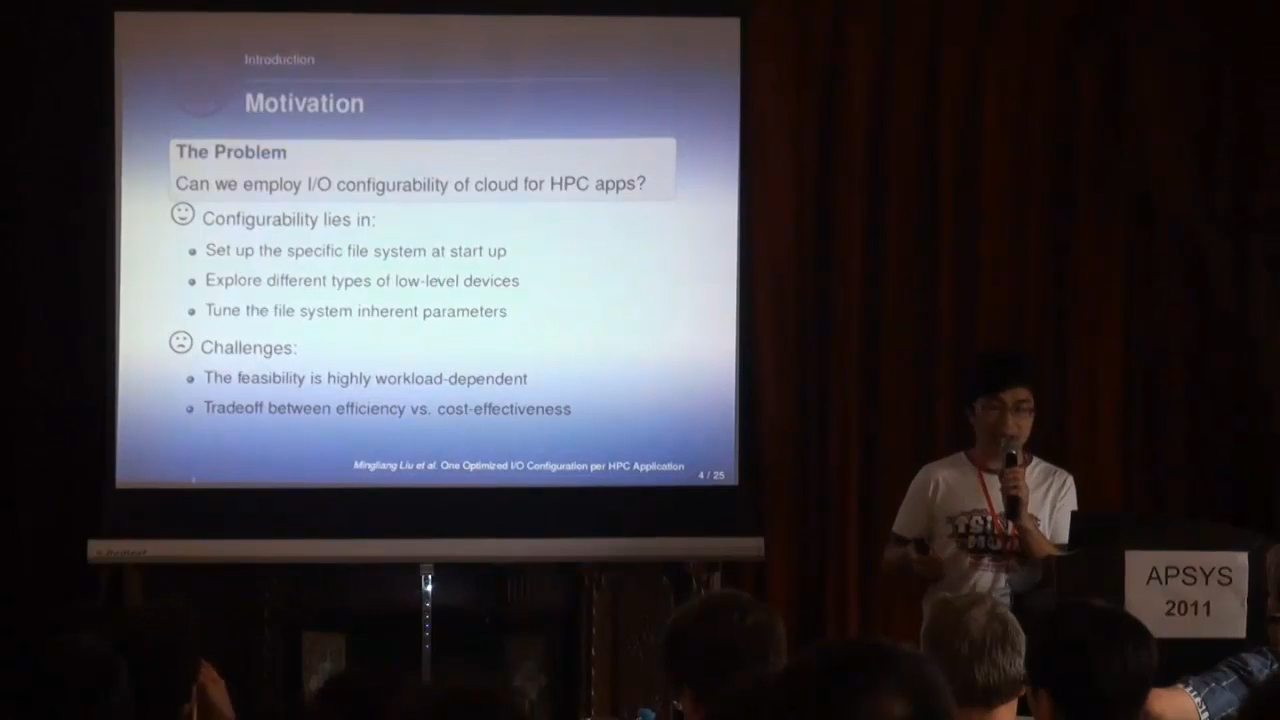 Introduction
Motivation
The Problem
Can we employ I/O configurability of cloud for HPC apps?
Configurability lies in:
Set up the specific file system at start up
Explore different types of low-level devices
Tune the file system inherent parameters
Challenges:
The feasibility is highly workload-dependent
Tradeoff between efficiency vs. cost-effectiveness
Mingliang Liu et al. One Optimized I/O Configuration per HPC Application
4 / 25
APSYS
2011